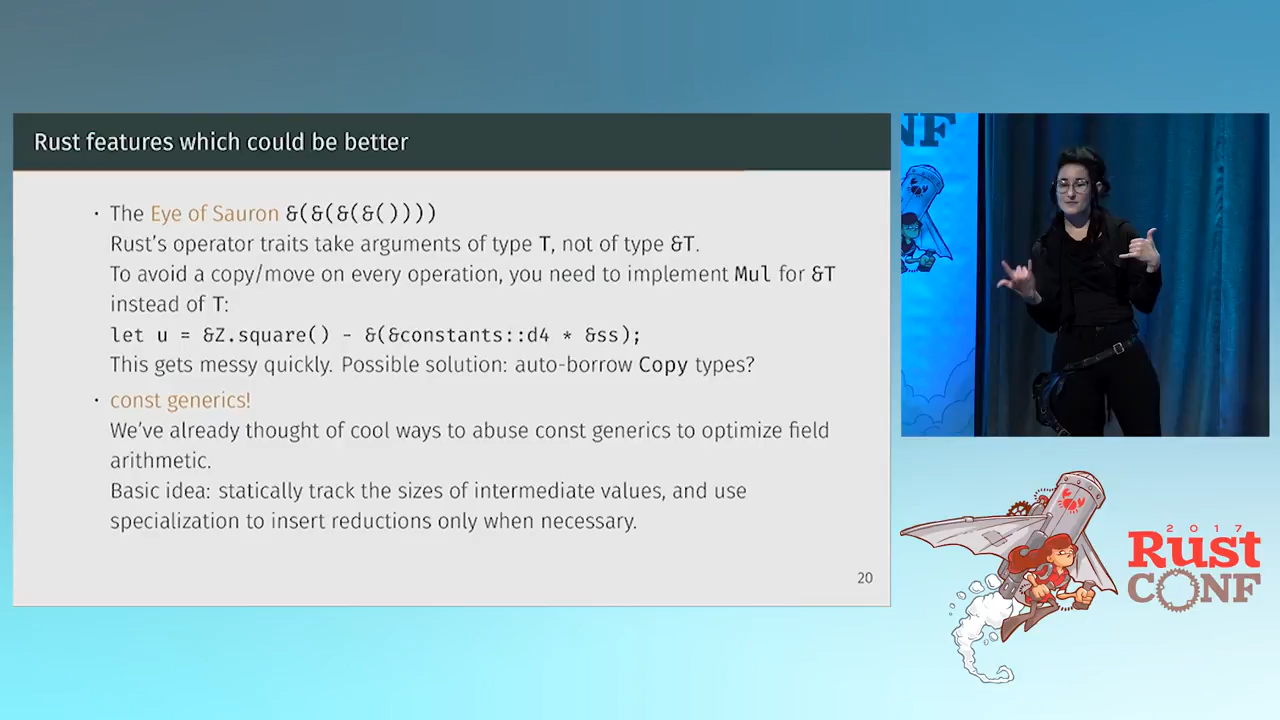 Rust features which could be better
· The Eye of Sauron &(&(&(&())))
Rust's operator traits take arguments of type T, not of type &T.
To avoid a copy/move on every operation, you need to implement Mul for &T
instead of T:
let u = &Z.square() - &(&constants::d4 * &ss);
This gets messy quickly. Possible solution: auto-borrow Copy types?
· const generics!
We've already thought of cool ways to abuse const generics to optimize field
arithmetic.
Basic idea: statically track the sizes of intermediate values, and use
specialization to insert reductions only when necessary.
20
NF
2017
Rust
CONF